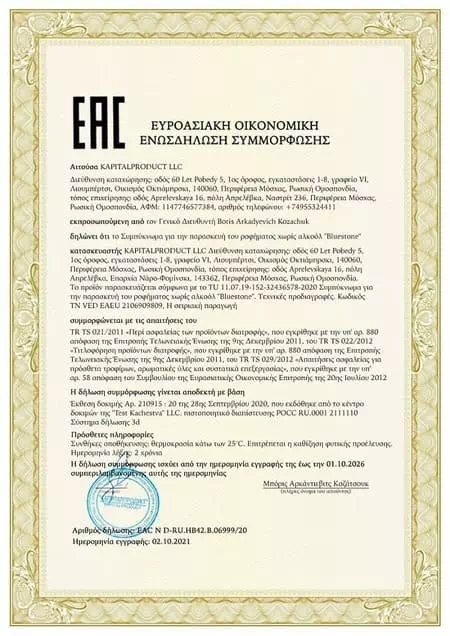 EAC
ΕΥΡΟΑΣΙΑΚΗ ΟΙΚΟΝΟΜΙΚΗ
ΕΝΩΣΔΗΛΩΣΗ ΣΥΜΜΟΡΦΩΣΗΣ
Αιτούσα KAPITALPRODUCT LLC
Διεύθυνση καταχώρησης: οδός 60 Let Pobedy 5, 1ος όροφος, εγκαταστάσεις 1-8, γραφείο VI,
Λιουμπέρτσι, Οικισμός Οκτιάμπρσκι, 140060, Περιφέρεια Μόσχας, Ρωσική Ομοσπονδία,
τόπος επιχείρησης: οδός Aprelevskaya 16, πόλη Απρέλεβκα, Ναστρίτ 236, Περιφέρεια Μόσχας,
Ρωσική Ομοσπονδία, ΑΦΜ: 1147746577384, αριθμός τηλεφώνου: +74955324411
εκπροσωπούμενη από τον Γενικό Διευθυντή Boris Arkadyevich Kozachuk
δηλώνει ότι το Συμπύκνωμα για την παρασκευή του ροφήματος χωρίς αλκοόλ "Bluestone"
κατασκευαστής KAPITALPRODUCT LLC Διεύθυνση καταχώρησης: οδός 60 Let Pobedy 5,
1ος όροφος, εγκαταστάσεις 1-8, γραφείο VI, Λιουμπέρτσι, Οικισμός Οκτιάμπρσκι, 140060,
Περιφέρεια Μόσχας, Ρωσική Ομοσπονδία, τόπος επιχείρησης: οδός Aprelevskaya 16, πόλη
Απρέλεβκα, Επαρχία Νάρο-Φομίνσκ, 143362, Περιφέρεια Μόσχας, Ρωσική Ομοσπονδία.
Το προϊόν παρασκευάζεται σύμφωνα με το TU 11.07.19-152-32436578-2020 Συμπύκνωμα για
την παρασκευή του ροφήματος χωρίς αλκοόλ "Bluestone". Τεχνικές προδιαγραφές. Κωδικός
TN VED EAEU 2106909809, Η σειριακή παραγωγή
συμμορφώνεται με τις απαιτήσεις του
TR TS 021/2011 «Περί ασφαλείας των προϊόντων διατροφής», που εγκρίθηκε με την υπ' αρ. 880
απόφαση της Επιτροπής Τελωνειακής Ένωσης της 9ης Δεκεμβρίου 2011, του TR TS 022/2012
«Τιτλοφόρηση προϊόντων διατροφής», που εγκρίθηκε με την υπ' αρ. 880 απόφαση της Επιτροπής
Τελωνειακής Ένωσης της 9ης Δεκεμβρίου 2011, του TR TS 029/2012 «Απαιτήσεις ασφαλείας για
πρόσθετα τροφίμων, αρωματικές ύλες και συστατικά επεξεργασίας», που εγκρίθηκε με την υπ'
αρ. 58 απόφαση του Συμβουλίου της Ευρασιατικής Οικονομικής Επιτροπής της 20ης Ιουλίου 2012
Η δήλωση συμμόρφωσης γίνεται αποδεκτή με βάση
Έκθεση δοκιμής Αρ. 210915 : 20 της 28ης Σεπτεμβρίου 2020, που εκδόθηκε από το κέντρο
δοκιμών της "Test Kachestva" LLC. πιστοποιητικό διαπίστευσης РОСС RU.0001 2111110
Σύστημα δήλωσης 3d
Πρόσθετες πληροφορίες
Συνθήκες αποθήκευσης: θερμοκρασία κάτω των 25°C. Επιτρέπεται η καθίζηση φυτικής προέλευσης.
Ημερομηνία λήξης: 2 χρόνια
Η δήλωση συμμόρφωσης ισχύει από την ημερομηνία εγγραφής της έως την 01.10.2026
συμπεριλαμβανομένης αυτής της ημερομηνίας
Μπόρις Αρκάντιεβιτς Κοζάτσουκ
(πλήρες όνομα του αιτούντος)
Αριθμός δήλωσης: EAC N D-RU.HB42.B.06999/20
Ημερομηνία εγγραφής: 02.10.2021